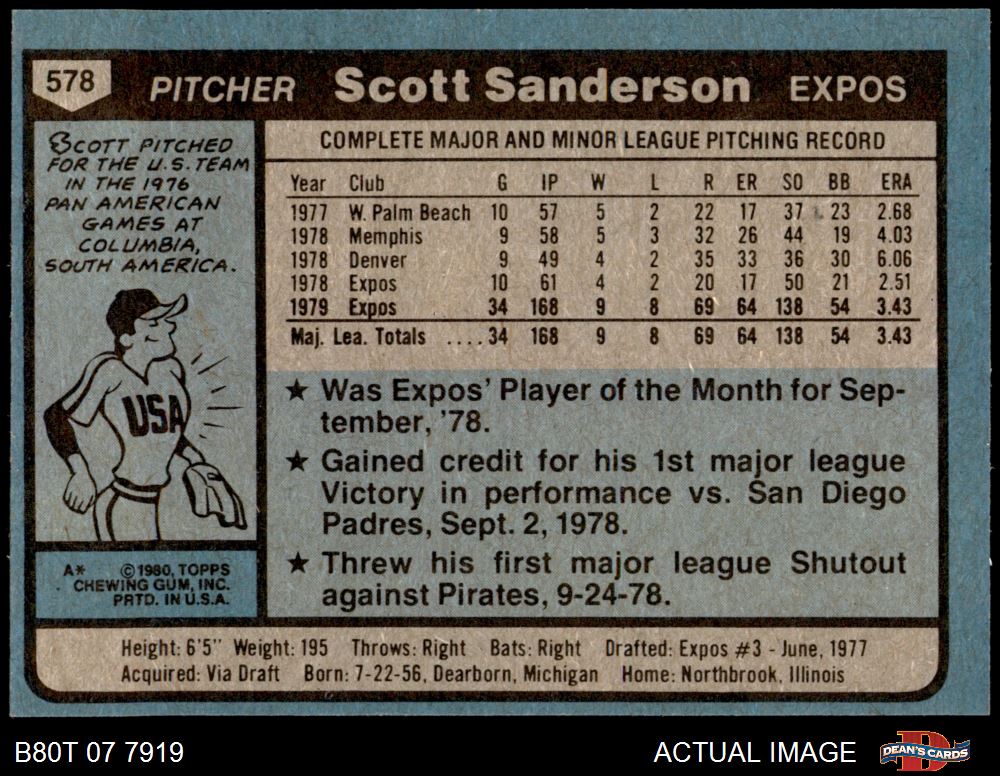 578 PITCHER Scott Sanderson EXPOS
SCOTT PITCHED
FOR THE U.S. TEAM
IN THE 1976
PAN AMERICAN
GAMES AT
COLUMBIA,
SOUTH AMERICA.
USA
A* ©1980, TOPPS
CHEWING GUM, INC.
PRTD. IN U.S.A.
COMPLETE MAJOR AND MINOR LEAGUE PITCHING RECORD
Year Club G IP W L R ER SO BB ERA
1977 W. Palm Beach 10 57 5 2 22 17 37 23 2.68
1978 Memphis 9 58 5 3 32 26 44 19 4.03
1978 Denver 9 49 4 2 35 33 36 30 6.06
1978 Expos 10 61 4 2 20 17 50 21 2.51
1979 Expos 34 168 9 8 69 64 138 54 3.43
Maj. Lea. Totals ....34 168 9 8 69 64 138 54 3.43
★ Was Expos' Player of the Month for Sep-
tember, '78.
★ Gained credit for his 1st major league
Victory in performance vs. San Diego
Padres, Sept. 2, 1978.
★ Threw his first major league Shutout
against Pirates, 9-24-78.
Height: 6'5" Weight: 195 Throws: Right Bats: Right Drafted: Expos #3 - June, 1977
Acquired: Via Draft Born: 7-22-56, Dearborn, Michigan Home: Northbrook, Illinois
B80T 07 7919 ACTUAL IMAGE DEAN'S CARDS